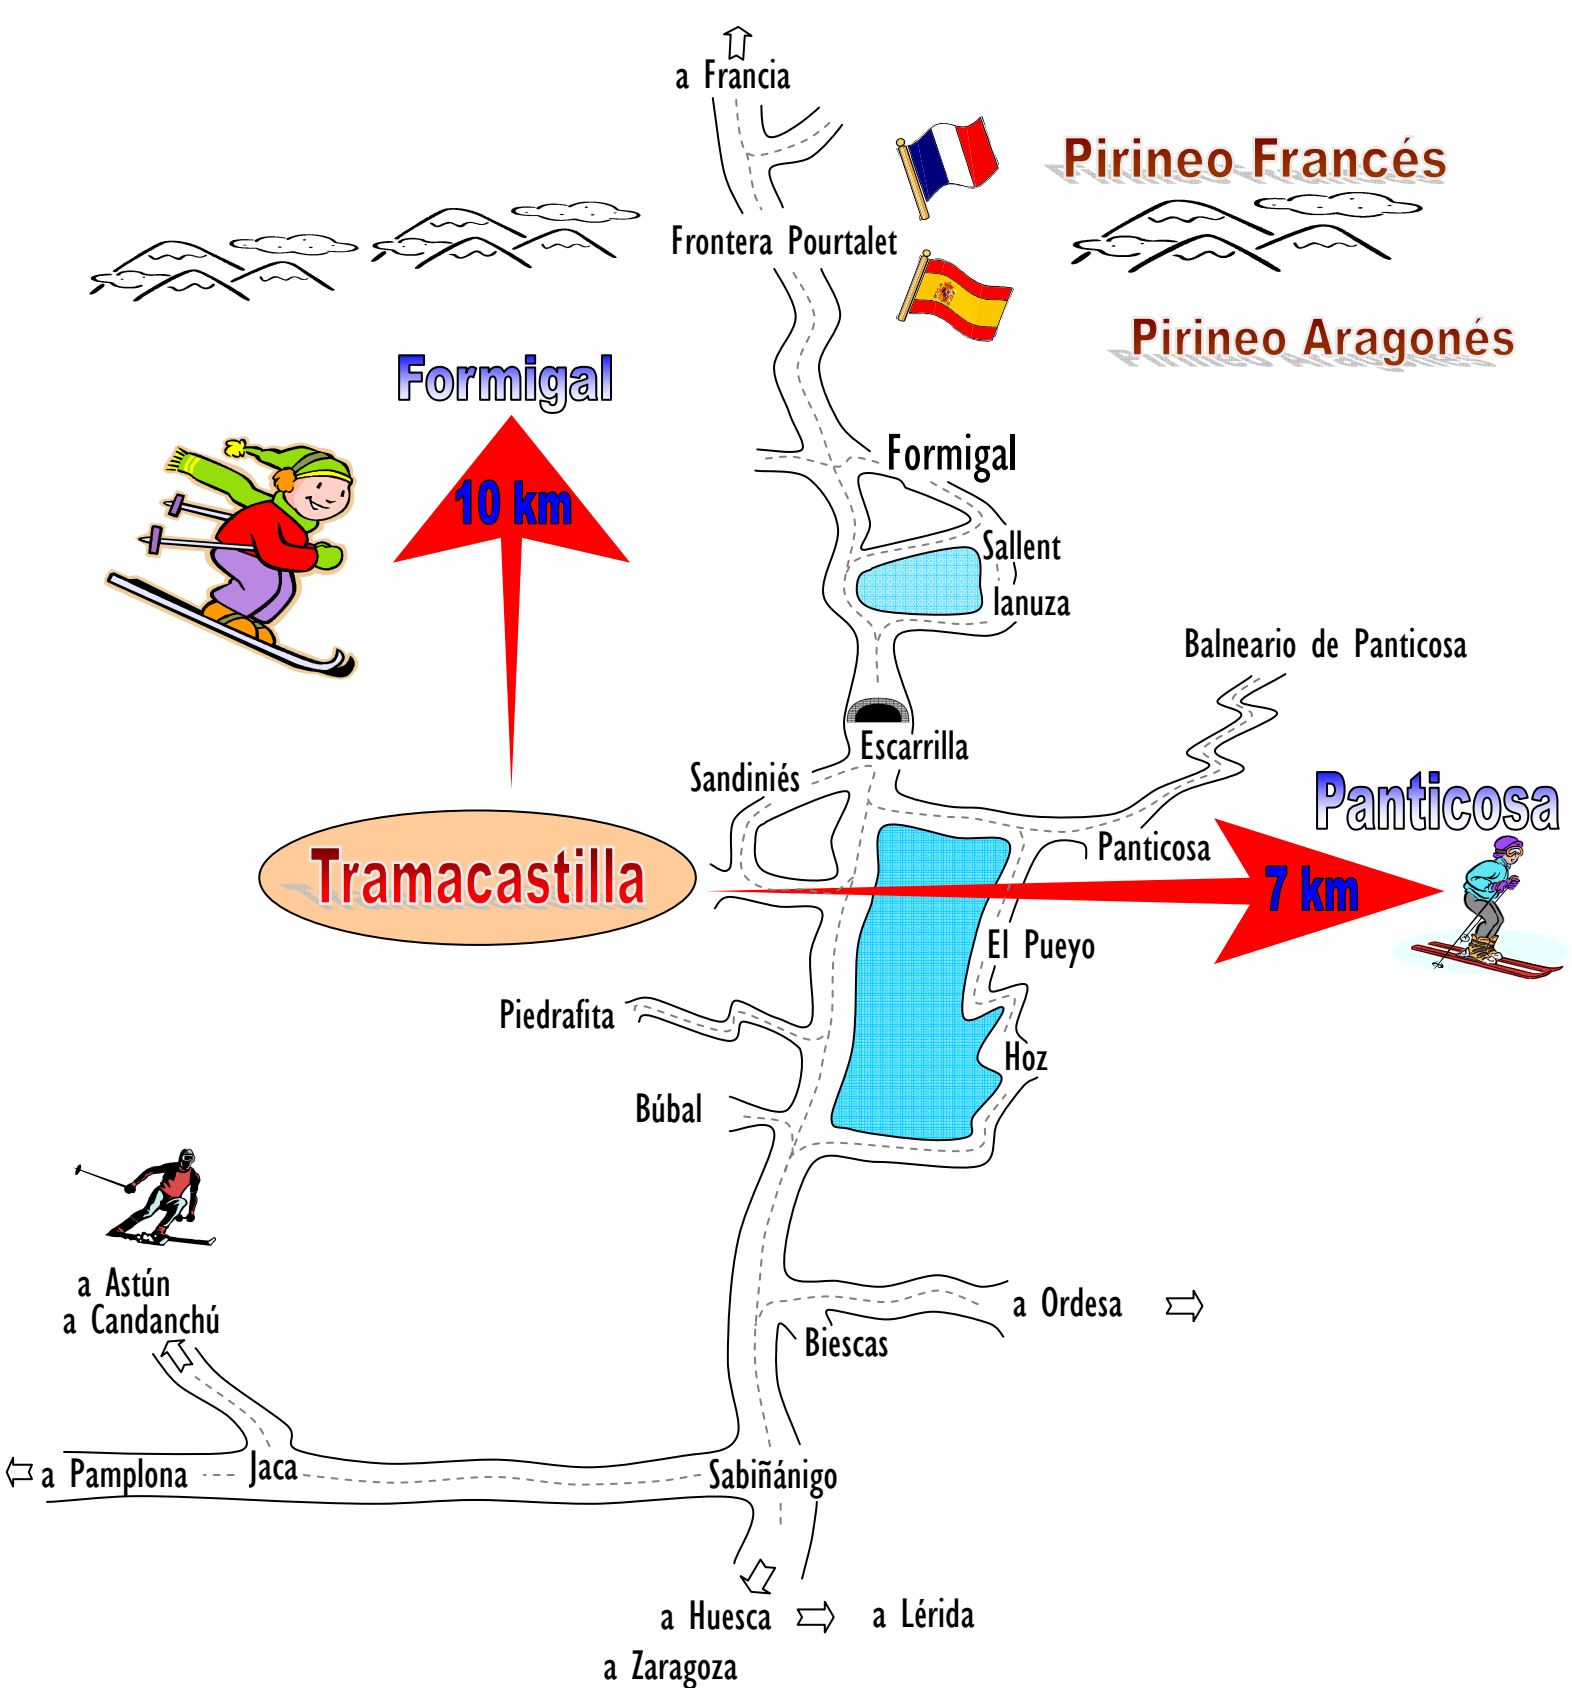 a Francia
Pirineo Francés
Frontera Pourtalet
Pirineo Aragonés
Formigal
Formigal
10 km
Sallent
lanuza
Balneario de Panticosa
Escarrilla
Sandiniés
Panticosa
Panticosa
Tramacastilla
7 km
El Pueyo
Piedrafita
Hoz
Búbal
a Astún
a Candanchú
a Ordesa
Biescas
a Pamplona
Jaca
Sabiñánigo
a Huesca
a Lérida
a Zaragoza